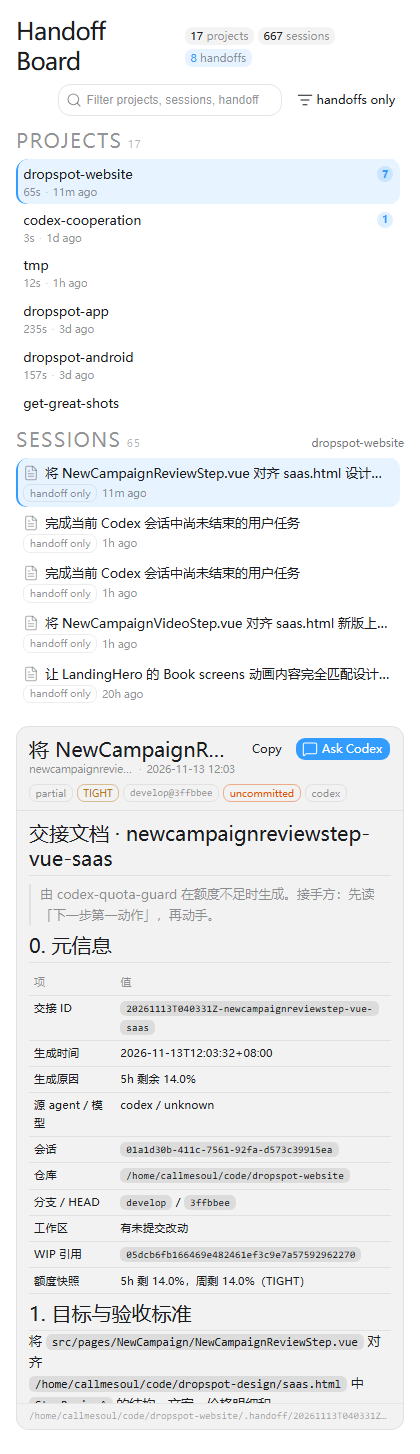 Handoff
Board
17 projects 667 sessions
8 handoffs
Filter projects, sessions, handoff
handoffs only
PROJECTS 17
dropspot-website 7
65s · 11m ago
codex-cooperation 1
3s · 1d ago
tmp
12s · 1h ago
dropspot-app
235s · 3d ago
dropspot-android
157s · 3d ago
get-great-shots
SESSIONS 65 dropspot-website
将 NewCampaignReviewStep.vue 对齐 saas.html 设计...
handoff only 11m ago
完成当前 Codex 会话中尚未结束的用户任务
handoff only 1h ago
完成当前 Codex 会话中尚未结束的用户任务
handoff only 1h ago
将 NewCampaignVideoStep.vue 对齐 saas.html 新版上...
handoff only 1h ago
让 LandingHero 的 Book screens 动画内容完全匹配设计...
handoff only 20h ago
将 NewCampaignR... Copy Ask Codex
newcampaignrevie... · 2026-11-13 12:03
partial TIGHT develop@3ffbbee uncommitted codex
交接文档 · newcampaignreviewstep-
vue-saas
由 codex-quota-guard 在额度不足时生成。接手方：先读
「下一步第一动作」，再动手。
0. 元信息
项 值
交接 ID 20261113T040331Z-newcampaignreviewstep-vue-
saas
生成时间 2026-11-13T12:03:32+08:00
生成原因 5h 剩余 14.0%
源 agent / 模
型 codex / unknown
会话 01a1d30b-411c-7561-92fa-d573c39915ea
仓库 /home/callmesoul/code/dropspot-website
分支 / HEAD develop / 3ffbbee
工作区 有未提交改动
WIP 引用 05dcb6fb166469e482461ef3c9e7a57592962270
额度快照 5h 剩 14.0%，周剩 14.0%（TIGHT）
1. 目标与验收标准
将 src/pages/NewCampaign/NewCampaignReviewStep.vue 对
齐
/home/callmesoul/code/dropspot-design/saas.html 中
/home/callmesoul/code/dropspot-website/.handoff/20261113T040331Z...